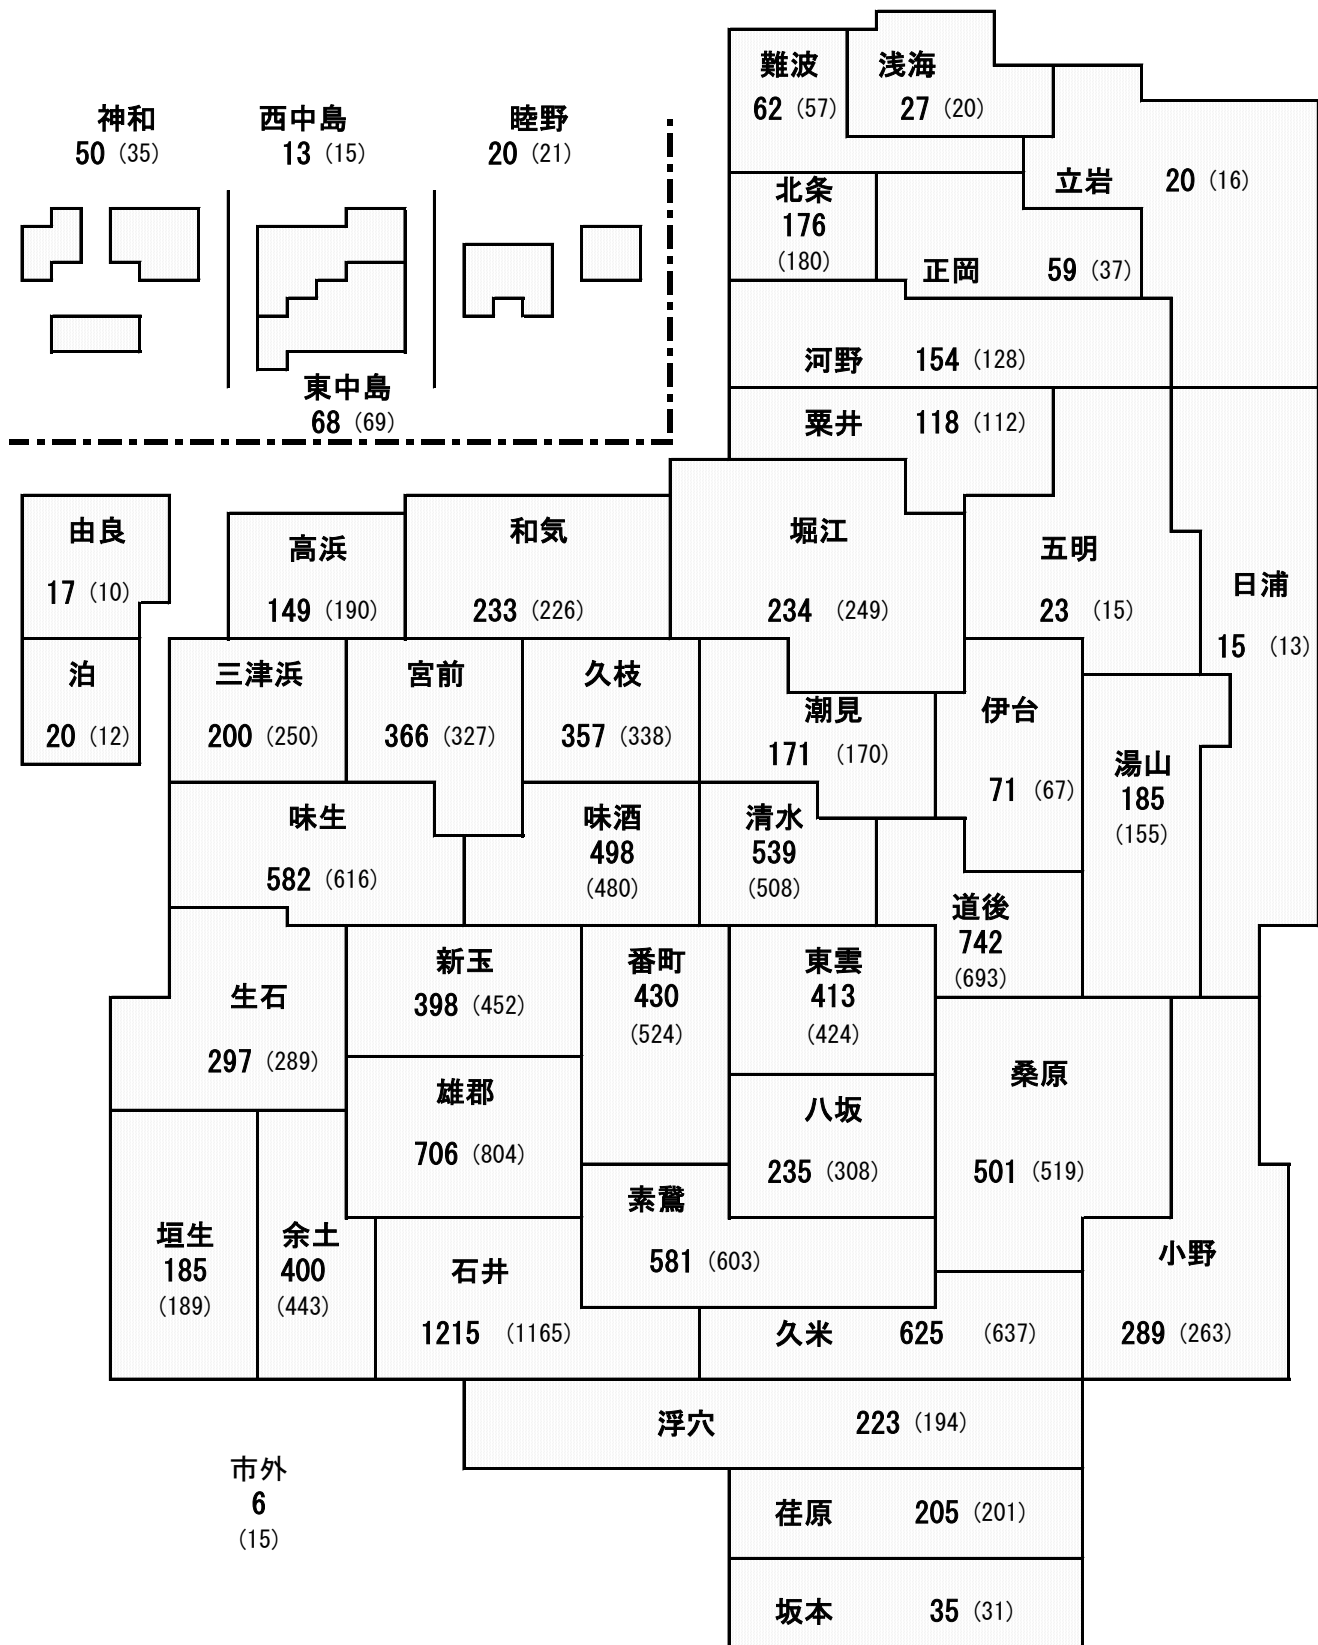 難波
62 (57)
浅海
27 (20)
神和
50 (35)
西中島
13 (15)
睦野
20 (21)
立岩 20 (16)
北条
176
(180)
正岡 59 (37)
河野 154 (128)
東中島
68 (69)
粟井 118 (112)
由良
17 (10)
高浜
149 (190)
和気
233 (226)
堀江
234 (249)
五明
23 (15)
日浦
15 (13)
泊
20 (12)
三津浜
200 (250)
宮前
366 (327)
久枝
357 (338)
潮見
171 (170)
伊台
71 (67)
湯山
185
(155)
味生
582 (616)
味酒
498
(480)
清水
539
(508)
道後
742
(693)
生石
297 (289)
新玉
398 (452)
番町
430
(524)
東雲
413
(424)
雄郡
706 (804)
八坂
235 (308)
桑原
501 (519)
素鵞
581 (603)
垣生
185
(189)
余土
400
(443)
石井
1215 (1165)
久米 625 (637)
小野
289 (263)
浮穴 223 (194)
市外
6
(15)
荏原 205 (201)
坂本 35 (31)